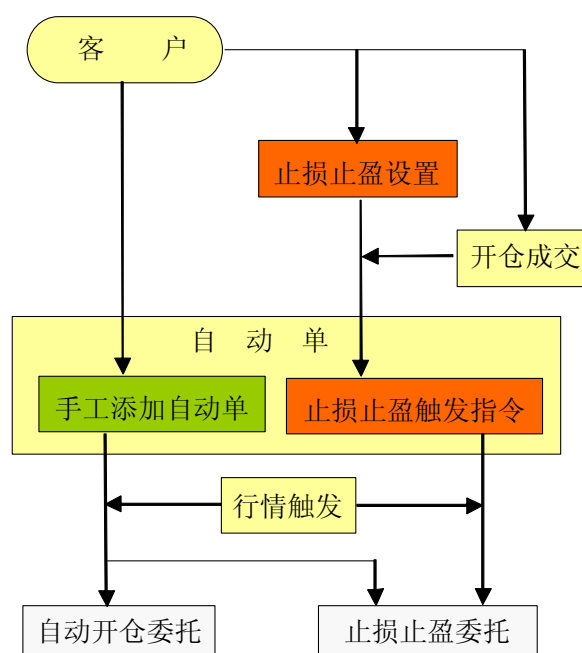 客 户
止损止盈设置
开仓成交
自 动 单
手工添加自动单
止损止盈触发指令
行情触发
自动开仓委托
止损止盈委托